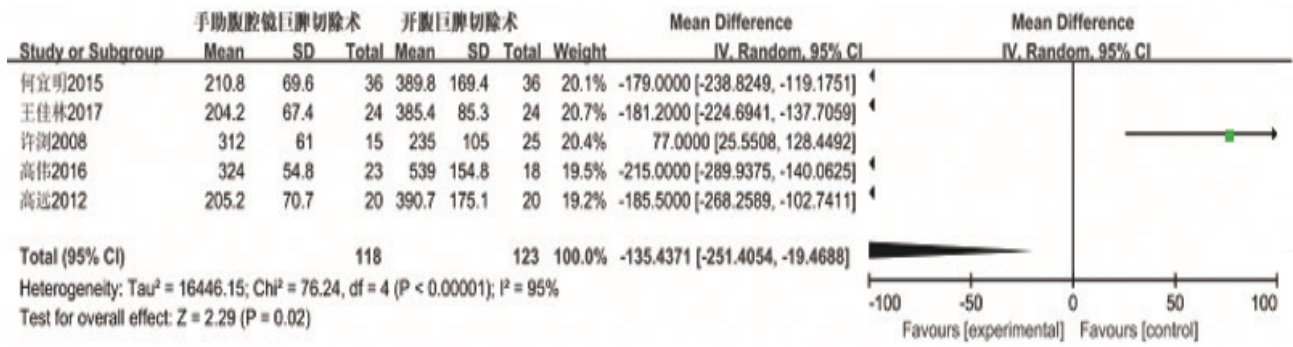 手助腹腔镜巨脾切除术 开腹巨脾切除术 Mean Difference Mean Difference
Study or Subgroup Mean SD Total Mean SD Total Weight IV, Random, 95% CI IV, Random, 95% CI
何宜明2015 210.8 69.6 36 389.8 169.4 36 20.1% -179.0000 [-238.8249, -119.1751]
王佳林2017 204.2 67.4 24 385.4 85.3 24 20.7% -181.2000 [-224.6941, -137.7059]
许浏2008 312 61 15 235 105 25 20.4% 77.0000 [25.5508, 128.4492]
高伟2016 324 54.8 23 539 154.8 18 19.5% -215.0000 [-289.9375, -140.0625]
高远2012 205.2 70.7 20 390.7 175.1 20 19.2% -185.5000 [-268.2589, -102.7411]
Total (95% CI) 118 123 100.0% -135.4371 [-251.4054, -19.4688]
Heterogeneity: Tau² = 16446.15; Chi² = 76.24, df = 4 (P < 0.00001); I² = 95%
Test for overall effect: Z = 2.29 (P = 0.02)
-100 -50 0 50 100
Favours [experimental] Favours [control]